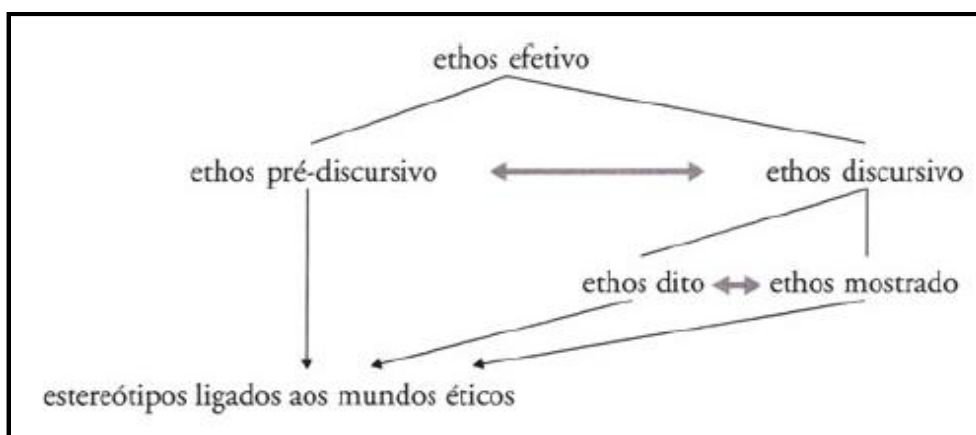 ethos efetivo
ethos pré-discursivo
ethos discursivo
ethos dito
ethos mostrado
estereótipos ligados aos mundos éticos